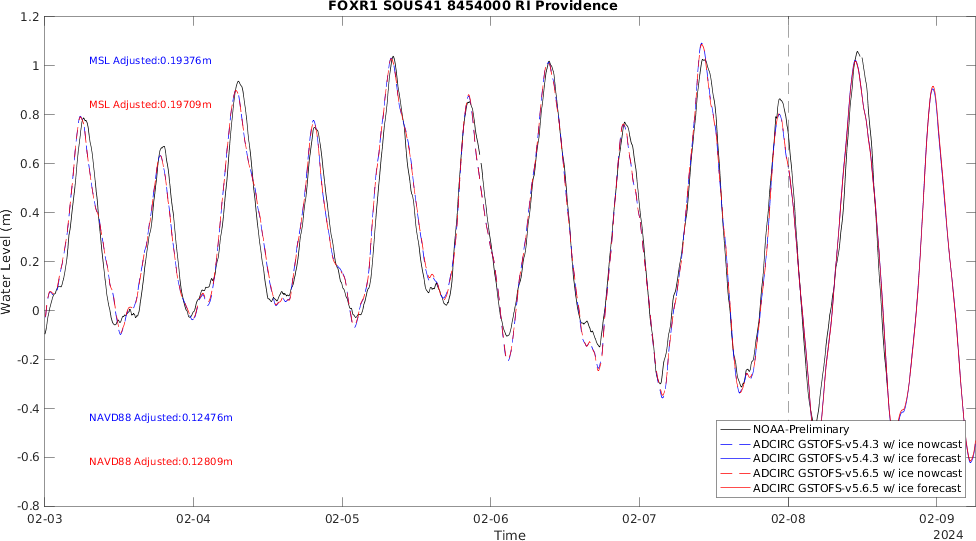 FOXR1 SOUS41 8454000 RI Providence
1.2
1
0.8
0.6
0.4
0.2
0
-0.2
-0.4
-0.6
-0.8
Water Level (m)
MSL Adjusted:0.19376m
MSL Adjusted:0.19709m
NAVD88 Adjusted:0.12476m
NAVD88 Adjusted:0.12809m
NOAA-Preliminary
ADCIRC GSTOFS-v5.4.3 w/ ice nowcast
ADCIRC GSTOFS-v5.4.3 w/ ice forecast
ADCIRC GSTOFS-v5.6.5 w/ ice nowcast
ADCIRC GSTOFS-v5.6.5 w/ ice forecast
02-03 02-04 02-05 02-06 02-07 02-08 02-09
Time
2024